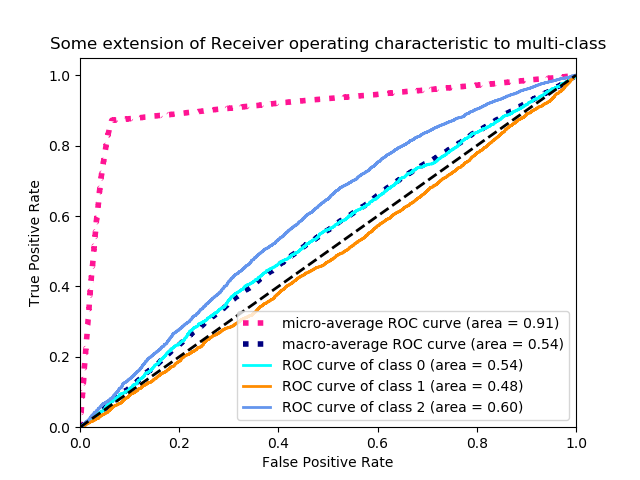 Some extension of Receiver operating characteristic to multi-class
1.0
0.8
0.6
0.4
0.2
0.0
True Positive Rate
micro-average ROC curve (area = 0.91)
macro-average ROC curve (area = 0.54)
ROC curve of class 0 (area = 0.54)
ROC curve of class 1 (area = 0.48)
ROC curve of class 2 (area = 0.60)
0.0 0.2 0.4 0.6 0.8 1.0
False Positive Rate